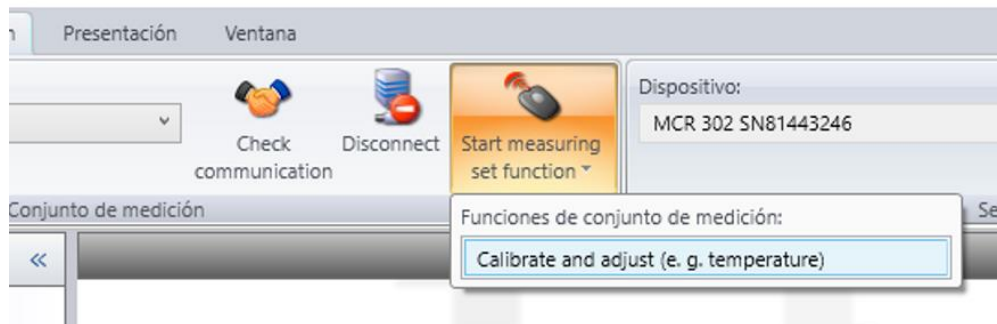 n Presentación Ventana
Check communication
Disconnect
Start measuring set function
Dispositivo:
MCR 302 SN81443246
Conjunto de medición
Se
Funciones de conjunto de medición:
Calibrate and adjust (e. g. temperature)